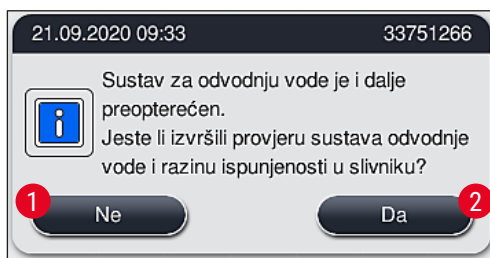 21.09.2020 09:33 33751266
Sustav za odvodnju vode je i dalje
preopterećen.
Jeste li izvršili provjeru sustava odvodnje
vode i razinu ispunjenosti u slivniku?
1 Ne Da 2